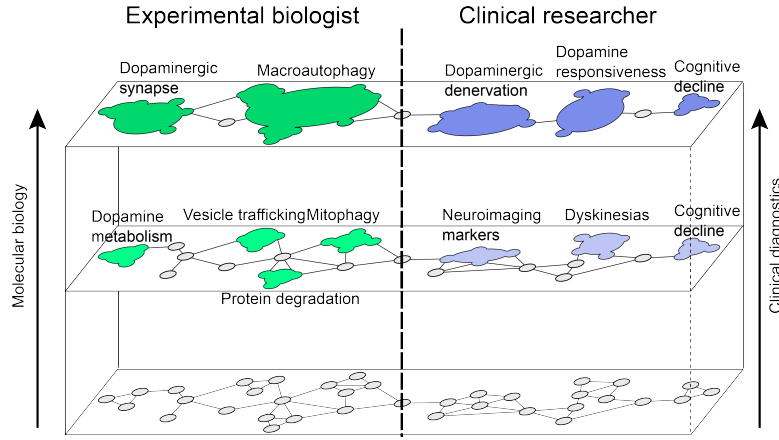 Experimental biologist
Clinical researcher
Dopaminergic
synapse
Macroautophagy
Dopaminergic
denervation
Dopamine
responsiveness
Cognitive
decline
Dopamine
metabolism
Vesicle trafficking
Mitophagy
Protein degradation
Neuroimaging
markers
Dyskinesias
Cognitive
decline
Molecular biology
Clinical diagnostics